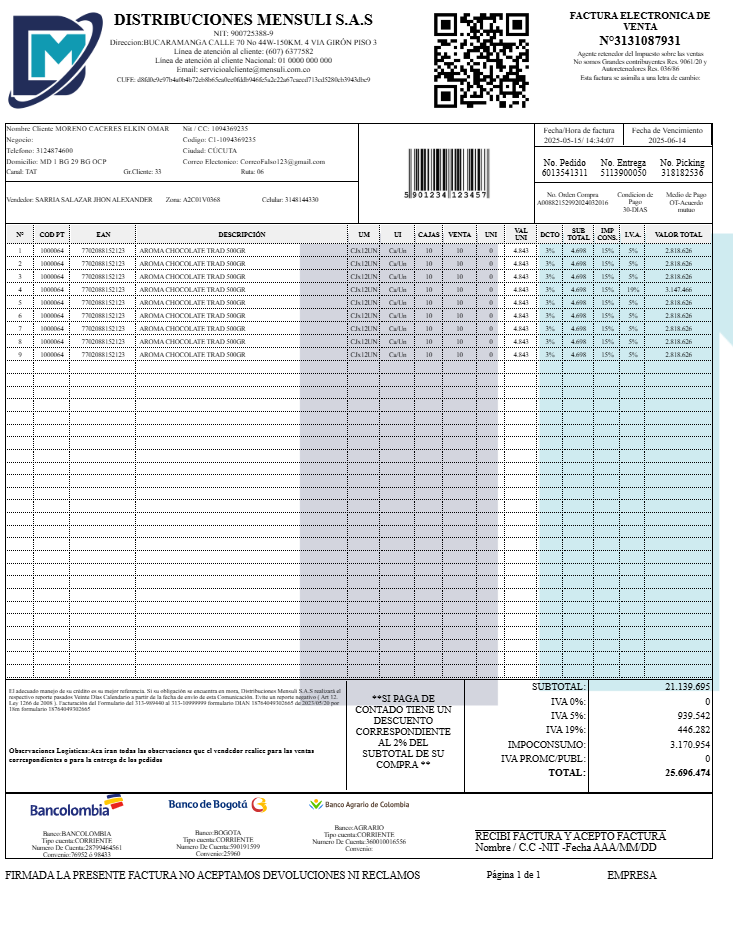 DISTRIBUCIONES MENSULI S.A.S
NIT: 900725388-9
Direccion:BUCARAMANGA CALLE 70 No 44W-150KM. 4 VIA GIRÓN PISO 3
Línea de atención al cliente: (607) 6377582
Línea de atención al cliente Nacional: 01 0000 000 000
Email: servicioalcliente@mensuli.com.co
FACTURA ELECTRONICA DE
VENTA
N°3131087931
Agente retenedor del Impuesto sobre las ventas
No somos Grandes contribuyentes Res. 9061/20 y
Autoretenedores Res. 036/86
Esta factura se asimila a una letra de cambio:
Nombre Cliente MORENO CACERES ELKIN OMAR Nit / CC: 1094369235
Negocio: Codigo: C1-1094369235
Telefono: 3124874600 Ciudad: CUCUTA
Domicilio: MD 1 BG 29 BG OCP Correo Electonico: CorreoFalso123@gmail.com
Canal: TAT Gr.Cliente: 33 Ruta: 06
Vendedor: SARRIA SALAZAR JHON ALEXANDER Zona: A2C01V0368 Celular: 3148144330
5 901234 123457
Fecha/Hora de factura Fecha de Vencimiento
2025-05-15/ 14:34:07 2025-06-14
No. Pedido No. Entrega No. Picking
6013541311 5113900050 318182536
No. Orden Compra Condicion de Pago Medio de Pago
A00882152992024032016 30-DIAS OT-Acuerdo mutuo
Nº COD PT EAN DESCRIPCIÓN UM UI CAJAS VENTA UNI VAL UNI DCTO SUB TOTAL IMP CONS. I.V.A. VALOR TOTAL
1 1000064 7702088152123 AROMA CHOCOLATE TRAD 500GR CJx12UN Ca/Un 10 10 0 4.843 3% 4.698 15% 5% 2.818.626
2 1000064 7702088152123 AROMA CHOCOLATE TRAD 500GR CJx12UN Ca/Un 10 10 0 4.843 3% 4.698 15% 5% 2.818.626
3 1000064 7702088152123 AROMA CHOCOLATE TRAD 500GR CJx12UN Ca/Un 10 10 0 4.843 3% 4.698 15% 5% 2.818.626
4 1000064 7702088152123 AROMA CHOCOLATE TRAD 500GR CJx12UN Ca/Un 10 10 0 4.843 3% 4.698 15% 19% 3.147.466
5 1000064 7702088152123 AROMA CHOCOLATE TRAD 500GR CJx12UN Ca/Un 10 10 0 4.843 3% 4.698 15% 5% 2.818.626
6 1000064 7702088152123 AROMA CHOCOLATE TRAD 500GR CJx12UN Ca/Un 10 10 0 4.843 3% 4.698 15% 5% 2.818.626
7 1000064 7702088152123 AROMA CHOCOLATE TRAD 500GR CJx12UN Ca/Un 10 10 0 4.843 3% 4.698 15% 5% 2.818.626
8 1000064 7702088152123 AROMA CHOCOLATE TRAD 500GR CJx12UN Ca/Un 10 10 0 4.843 3% 4.698 15% 5% 2.818.626
9 1000064 7702088152123 AROMA CHOCOLATE TRAD 500GR CJx12UN Ca/Un 10 10 0 4.843 3% 4.698 15% 5% 2.818.626
El adecuado manejo de su crédito es su mejor referencia. Si su obligación se encuentra en mora, Distribuciones Mensuli S.A.S realizará el
respectivo reporte pasados Veinte Días Calendario a partir de la fecha de envío de esta Comunicación. Evite un reporte negativo ( Art 12.
Ley 1266 de 2008 ). Facturación del Formulario del 313-989440 al 313-10999999 formulario DIAN 18764049302665 de 2023/05/20 por
18m formulario 18764049302665
Observaciones Logisticas:Aca iran todas las observaciones que el vendedor realice para las ventas
correspondientes o para la entrega de los pedidos
**SI PAGA DE
CONTADO TIENE UN
DESCUENTO
CORRESPONDIENTE
AL 2% DEL
SUBTOTAL DE SU
COMPRA **
SUBTOTAL: 21.139.695
IVA 0%: 0
IVA 5%: 939.542
IVA 19%: 446.282
IMPOCONSUMO: 3.170.954
IVA PROMC/PUBL: 0
TOTAL: 25.696.474
Bancolombia
Banco:BANCOLOMBIA
Tipo cuenta:CORRIENTE
Numero De Cuenta:28799464561
Convenio:76952 ó 98433
Banco de Bogotá
Banco:BOGOTA
Tipo cuenta:CORRIENTE
Numero De Cuenta:590191599
Convenio:25960
Banco Agrario de Colombia
Banco:AGRARIO
Tipo cuenta:CORRIENTE
Numero De Cuenta:360010016556
Convenio:
RECIBI FACTURA Y ACEPTO FACTURA
Nombre / C.C -NIT -Fecha AAA/MM/DD
FIRMADA LA PRESENTE FACTURA NO ACEPTAMOS DEVOLUCIONES NI RECLAMOS Página 1 de 1 EMPRESA